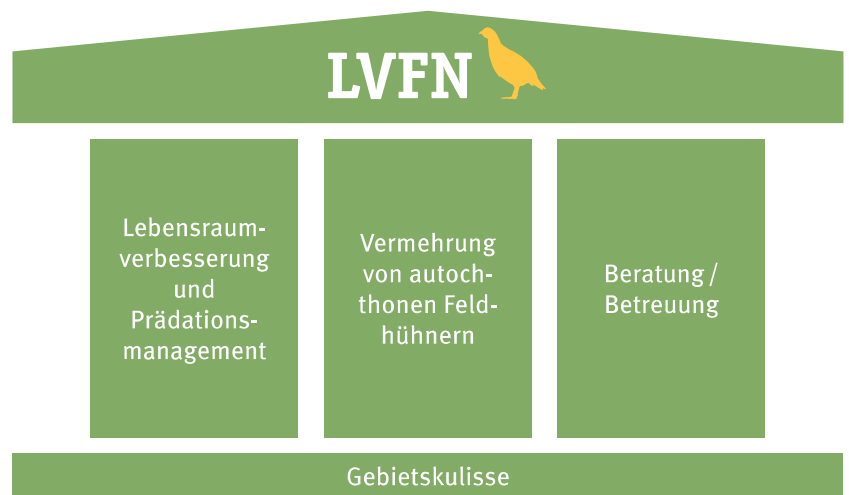 LVFN
Lebensraum-
verbesserung
und
Prädations-
management
Vermehrung
von autoch-
thonen Feld-
hühnern
Beratung /
Betreuung
Gebietskulisse